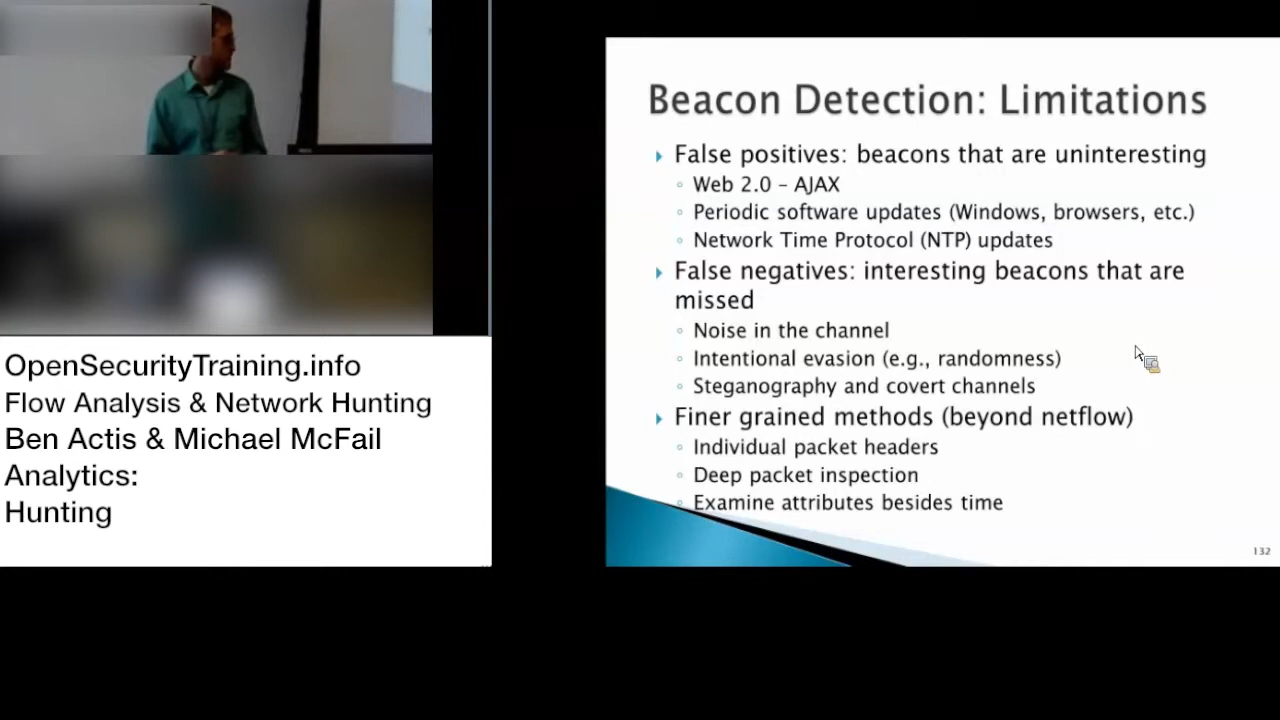 OpenSecurityTraining.info
Flow Analysis & Network Hunting
Ben Actis & Michael McFail
Analytics:
Hunting
Beacon Detection: Limitations
False positives: beacons that are uninteresting
Web 2.0 – AJAX
Periodic software updates (Windows, browsers, etc.)
Network Time Protocol (NTP) updates
False negatives: interesting beacons that are
missed
Noise in the channel
Intentional evasion (e.g., randomness)
Steganography and covert channels
Finer grained methods (beyond netflow)
Individual packet headers
Deep packet inspection
Examine attributes besides time
132